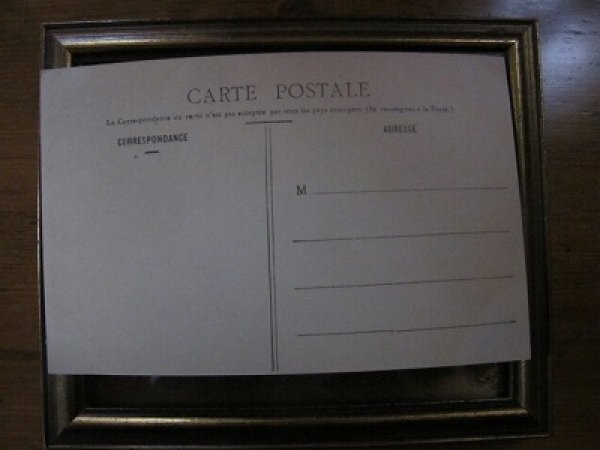 CARTE POSTALE
La Correspondance au verso n'est pas acceptée par tous les pays étrangers (Se renseigner à la Poste.)
CORRESPONDANCE
ADRESSE
M